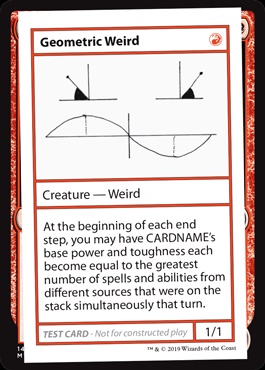 Geometric Weird
Creature — Weird
At the beginning of each end
step, you may have CARDNAME's
base power and toughness each
become equal to the greatest
number of spells and abilities from
different sources that were on the
stack simultaneously that turn.
TEST CARD - Not for constructed play
1/1
™ & © 2019 Wizards of the Coast